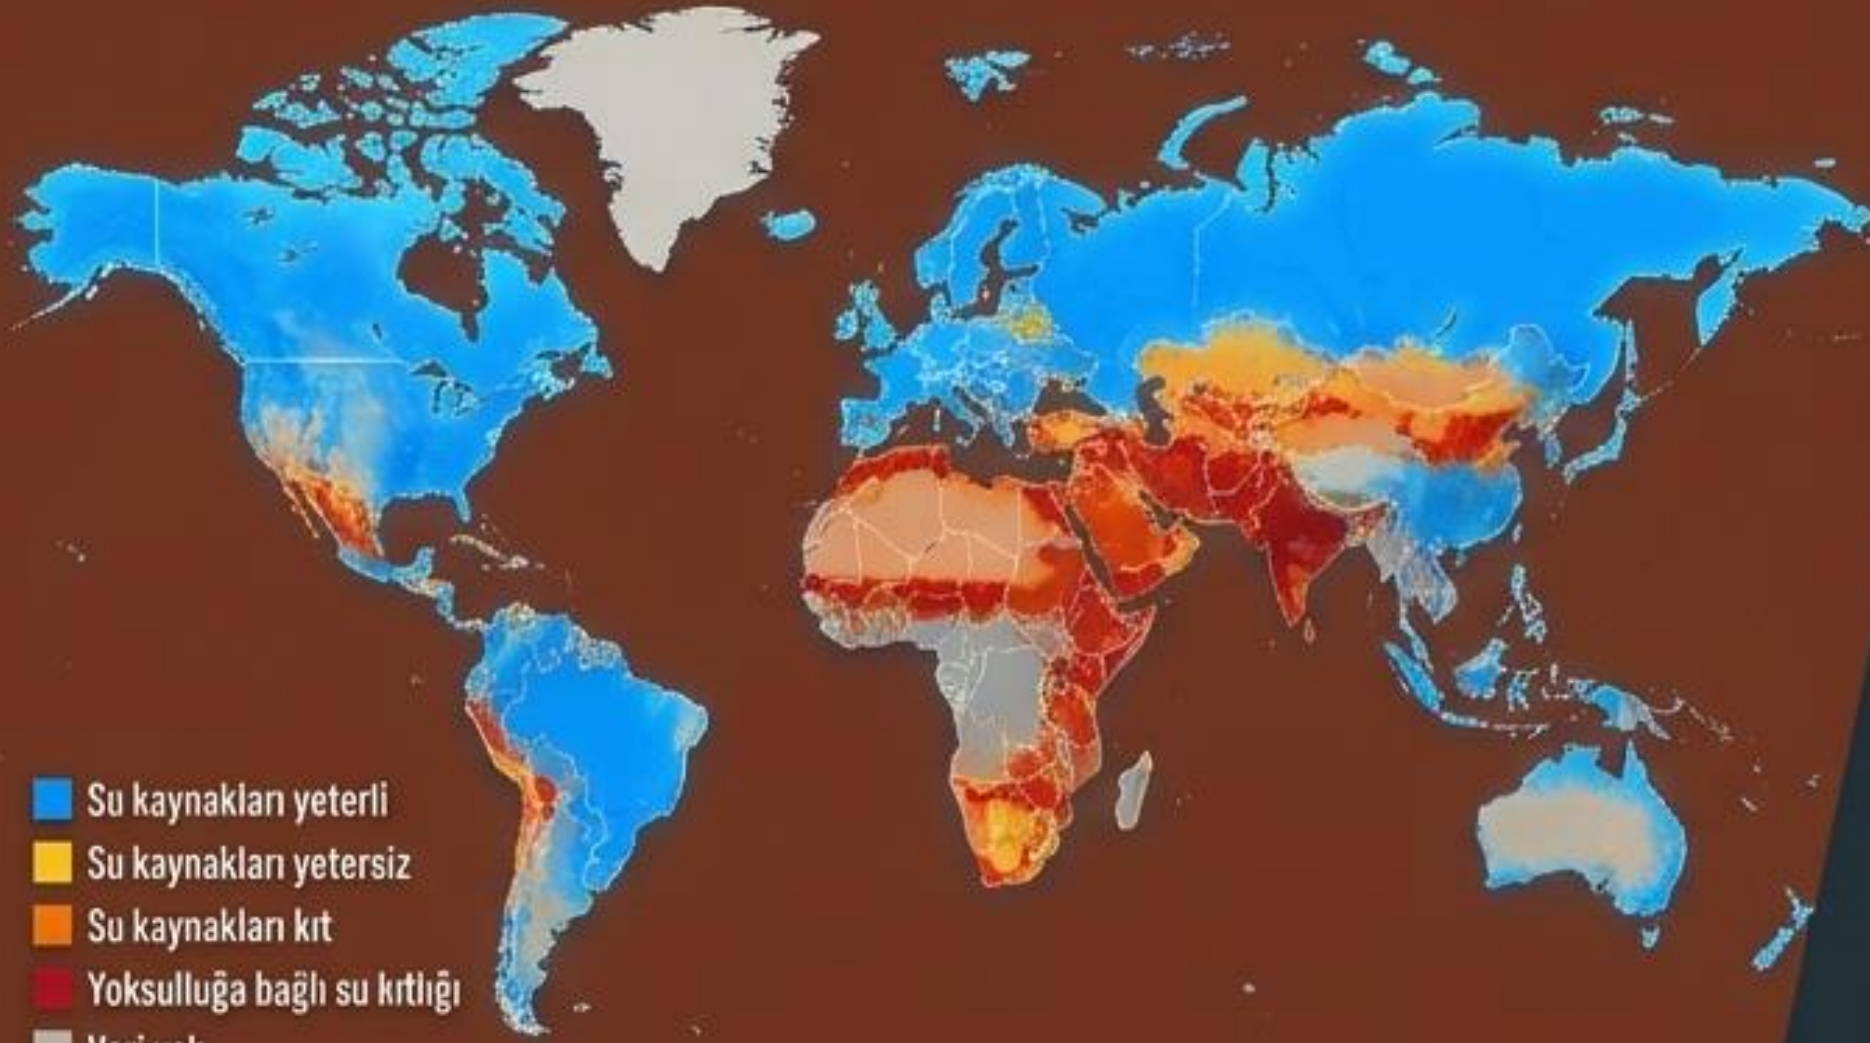 Su kaynakları yeterli
Su kaynakları yetersiz
Su kaynakları kıt
Yoksulluğa bağlı su kıtlığı